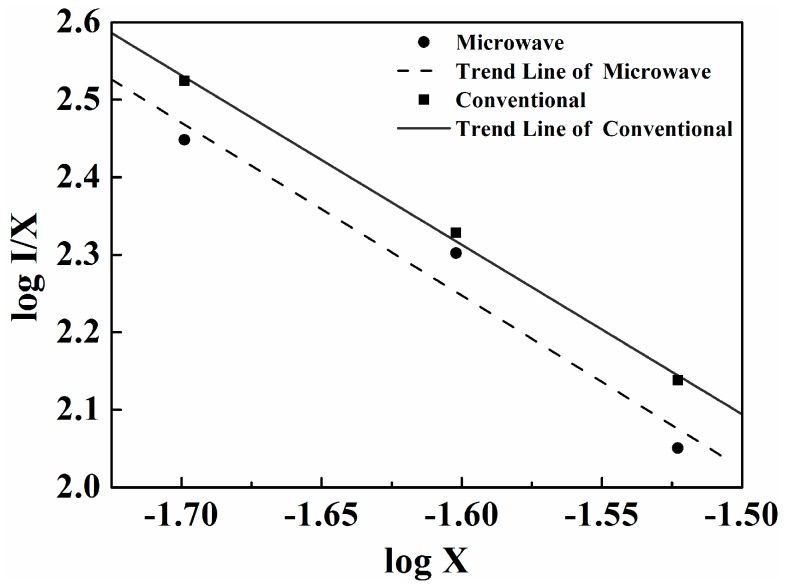 2.6
2.5
2.4
2.3
2.2
2.1
2.0
log I/X
Microwave
Trend Line of Microwave
Conventional
Trend Line of Conventional
-1.70 -1.65 -1.60 -1.55 -1.50
log X